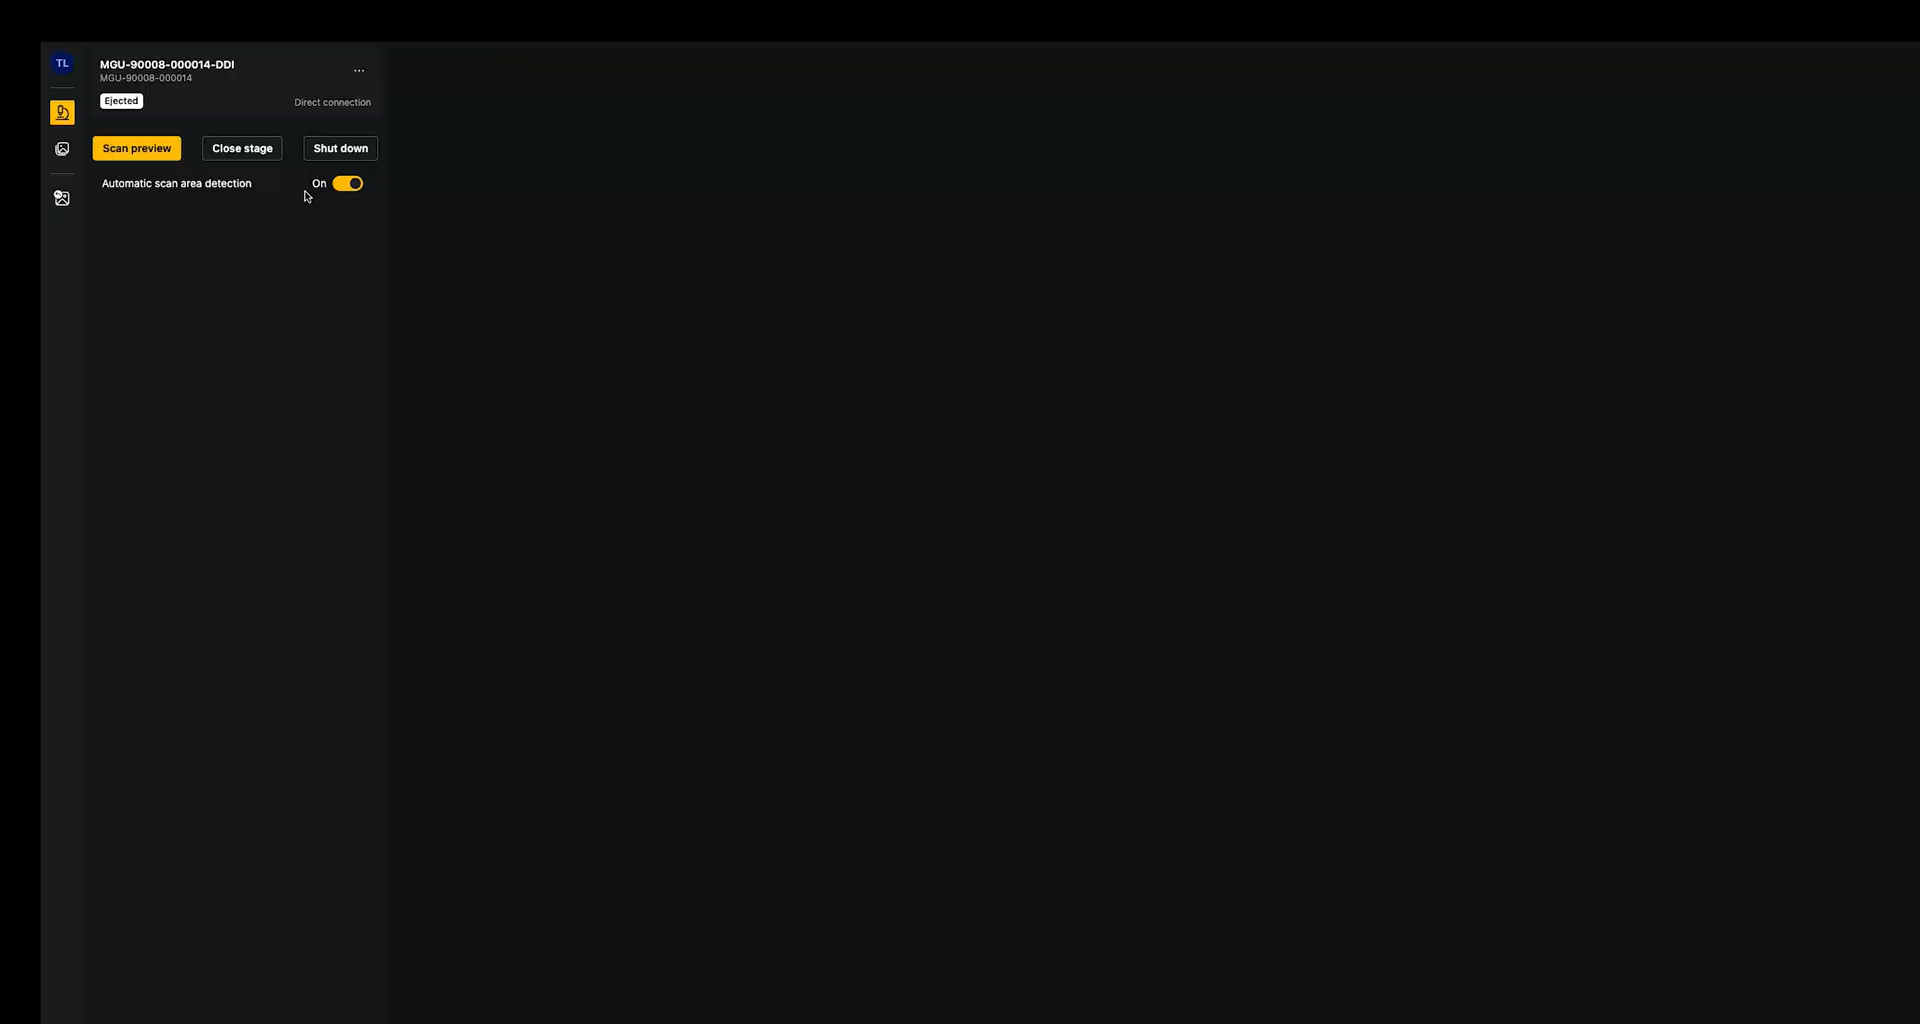 TL
MGU-90008-000014-DDI
...
MGU-90008-000014
Ejected
Direct connection
Scan preview
Close stage
Shut down
Automatic scan area detection
On